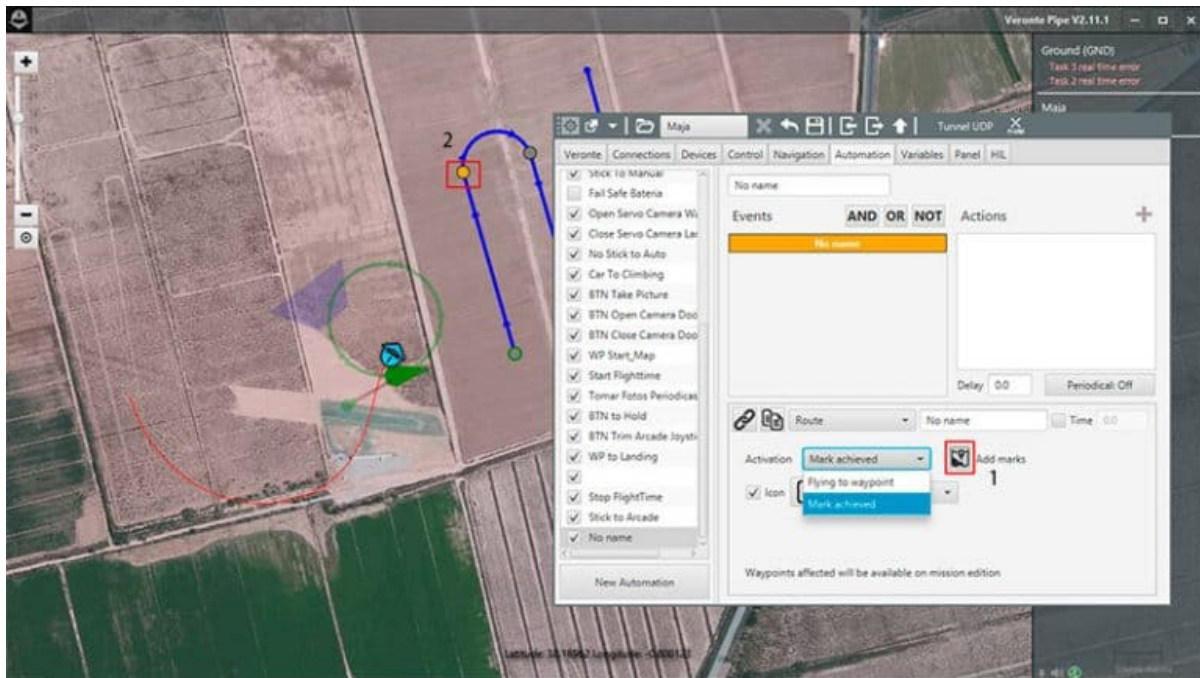 Veronte Pipe V2.11.1
Ground (GND)
Task 3 real time error
Task 2 real time error
Maja
2
Maja
Tunnel UDP
Veronte Connections Devices Control Navigation Automation Variables Panel HIL
Stick To Manual
Fail Safe Bateria
Open Servo Camera
Close Servo Camera
No Stick to Auto
Car To Climbing
BTN Take Picture
BTN Open Camera Doo
BTN Close Camera Doo
WP Start_Map
Start Flighttime
Tomar Fotos Periodicas
BTN to Hold
BTN Trim Arcade Joysti
WP to Landing
Stop FlightTime
Stick to Arcade
No name
New Automation
No name
Events AND OR NOT Actions
No name
Delay 0.0 Periodical: Off
Route No name Time 0.0
Activation Mark achieved Add marks
1
Flying to waypoint
Icon
Mark achieved
Waypoints affected will be available on mission edition